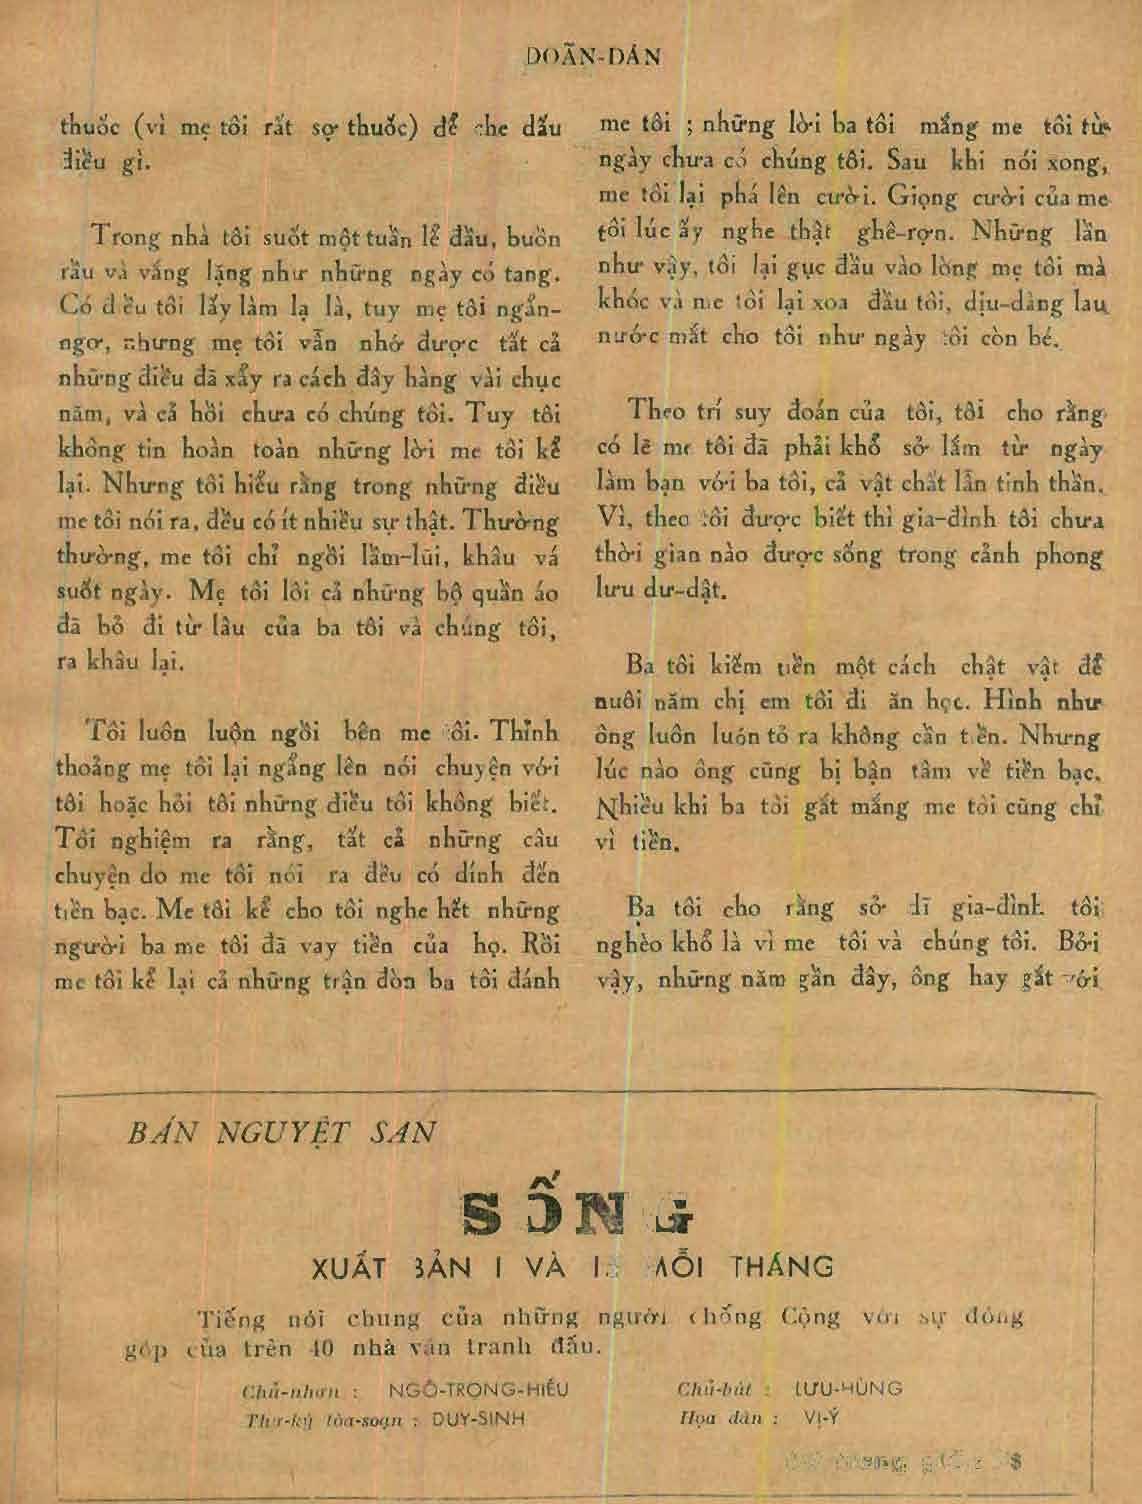 DOÃN-DÂN
thuốc (vì mẹ tôi rất sợ thuốc) để che dấu
điều gì.
Trong nhà tôi suốt một tuần lễ đầu, buồn
rầu và vắng lặng như những ngày có tang.
Có điều tôi lấy làm lạ là, tuy mẹ tôi ngẩn-
ngơ, nhưng mẹ tôi vẫn nhớ được tất cả
những điều đã xẩy ra cách đây hàng vài chục
năm, và cả hồi chưa có chúng tôi. Tuy tôi
không tin hoàn toàn những lời me tôi kể
lại. Nhưng tôi hiểu rằng trong những điều
me tôi nói ra, đều có ít nhiều sự thật. Thường
thường, me tôi chỉ ngồi lầm-lũi, khâu vá
suốt ngày. Mẹ tôi lôi cả những bộ quần áo
đã bỏ đi từ lâu của ba tôi và chúng tôi,
ra khâu lại.
Tôi luôn luộn ngồi bên me tôi. Thỉnh
thoảng mẹ tôi lại ngẩng lên nói chuyện với
tôi hoặc hỏi tôi những điều tôi không biết.
Tôi nghiệm ra rằng, tất cả những câu
chuyện do me tôi nói ra đều có dính đến
tiền bạc. Me tôi kể cho tôi nghe hết những
người ba me tôi đã vay tiền của họ. Rồi
me tôi kể lại cả những trận đòn ba tôi đánh
me tôi ; những lời ba tôi mắng me tôi từ
ngày chưa có chúng tôi. Sau khi nói xong,
me tôi lại phá lên cười. Giọng cười của me
tôi lúc ấy nghe thật ghê-rợn. Những lần
như vậy, tôi lại gục đầu vào lòng mẹ tôi mà
khóc và me tôi lại xoa đầu tôi, dịu-dàng lau
nước mắt cho tôi như ngày tôi còn bé.
Theo trí suy đoán của tôi, tôi cho rằng
có lẽ me tôi đã phải khổ sở lắm từ ngày
làm bạn với ba tôi, cả vật chất lẫn tinh thần.
Vì, theo tôi được biết thì gia-đình tôi chưa
thời gian nào được sống trong cảnh phong
lưu dư-dật.
Ba tôi kiếm tiền một cách chật vật để
nuôi năm chị em tôi đi ăn học. Hình như
ông luôn luôn tỏ ra không cần tiền. Nhưng
lúc nào ông cũng bị bận tâm về tiền bạc.
Nhiều khi ba tôi gắt mắng me tôi cũng chỉ
vì tiền.
Ba tôi cho rằng sở dĩ gia-đình tôi
nghèo khổ là vì me tôi và chúng tôi. Bởi
vậy, những năm gần đây, ông hay gắt với
BÁN NGUYỆT SAN
SỐNG
XUẤT BẢN I VÀ MỖI THÁNG
Tiếng nói chung của những người chống Cộng với sự đóng
góp của trên 40 nhà văn tranh đấu.
Chủ-nhơn : NGÔ-TRỌNG-HIẾU
Chủ-bút : LƯU-HÙNG
Thư-ký tòa-soạn : DUY-SINH
Họa dân : VỊ-Ý